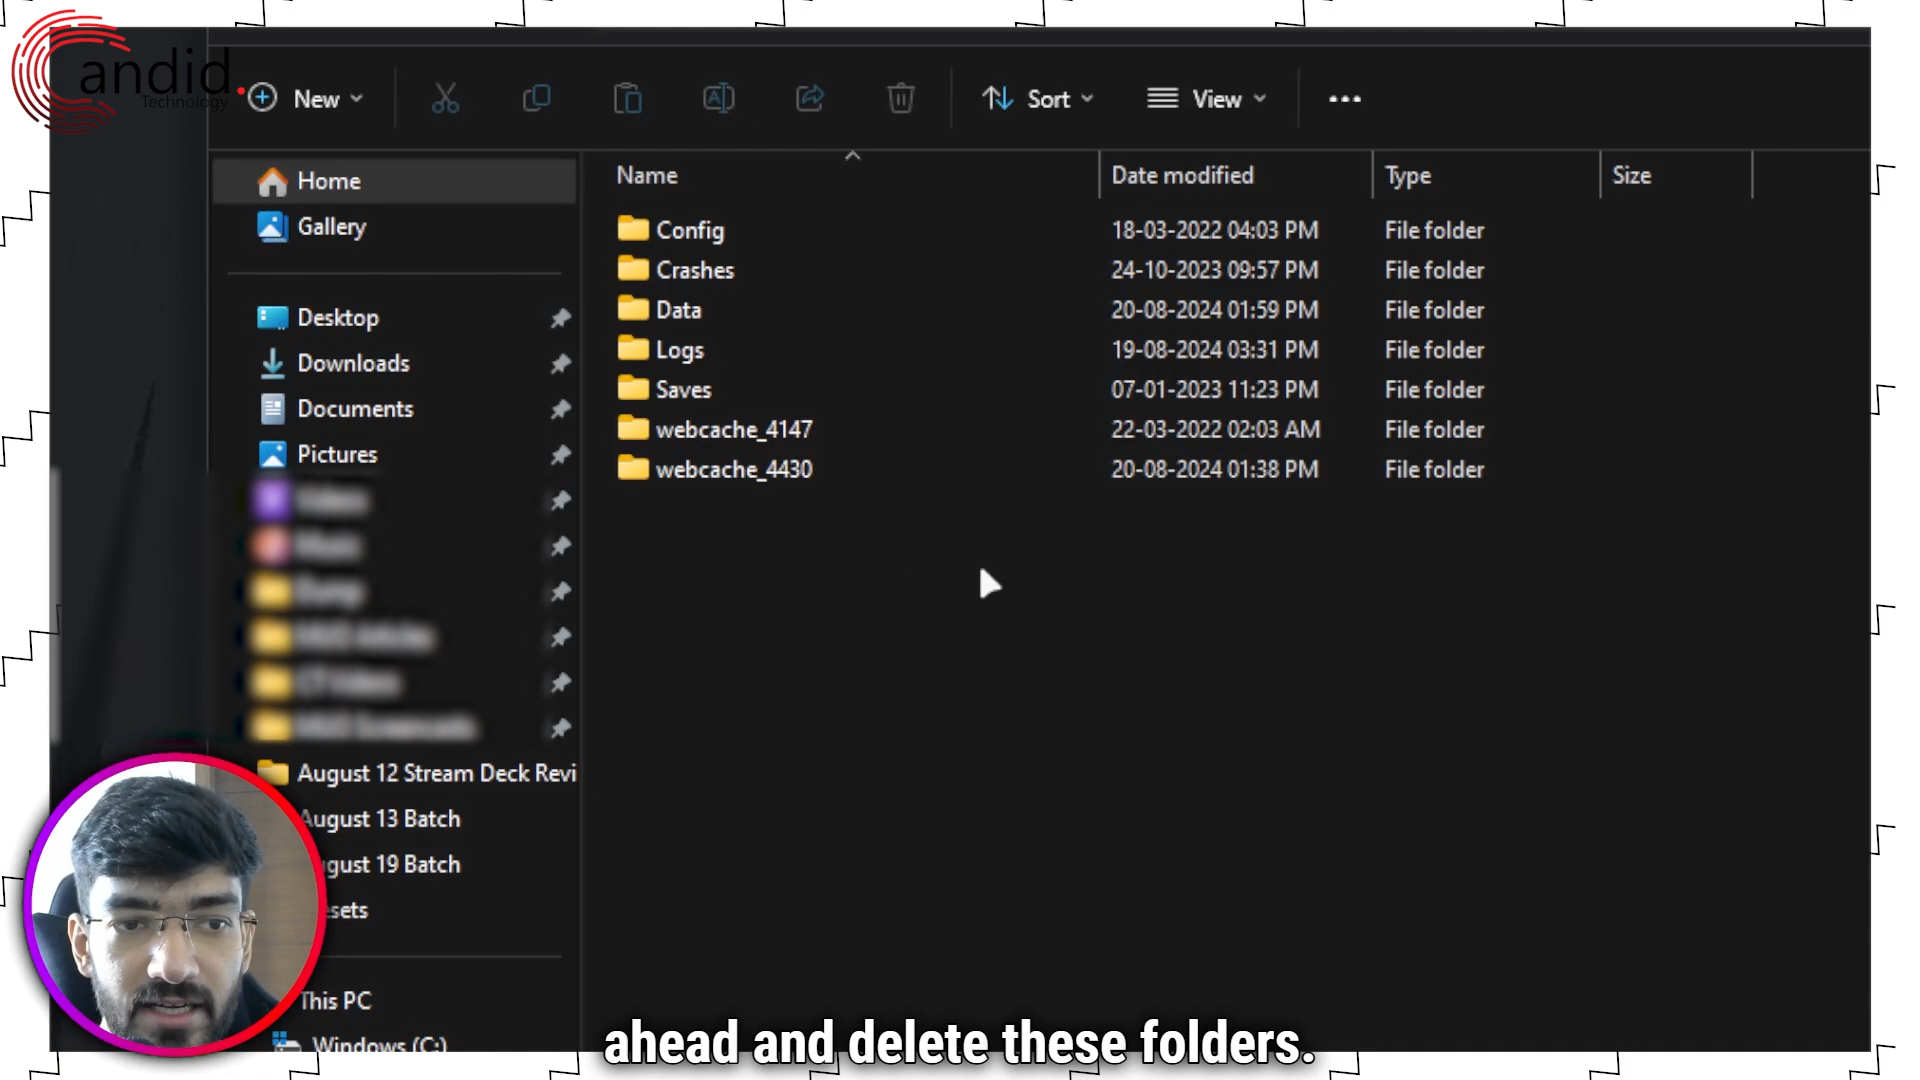 andid.
Technology
New
Sort
View
Home
Gallery
Desktop
Downloads
Documents
Pictures
August 12 Stream Deck Revi
August 13 Batch
gust 19 Batch
sets
This PC
Windows (C:)
Name Date modified Type Size
Config 18-03-2022 04:03 PM File folder
Crashes 24-10-2023 09:57 PM File folder
Data 20-08-2024 01:59 PM File folder
Logs 19-08-2024 03:31 PM File folder
Saves 07-01-2023 11:23 PM File folder
webcache_4147 22-03-2022 02:03 AM File folder
webcache_4430 20-08-2024 01:38 PM File folder
ahead and delete these folders.